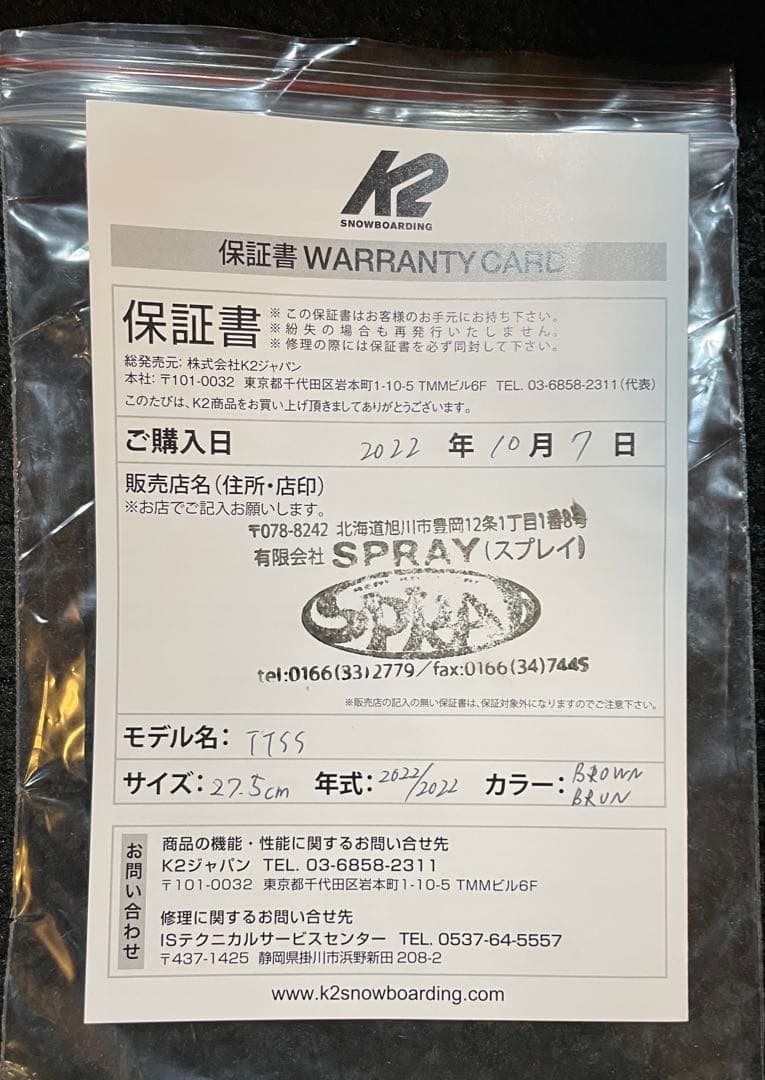 K2
SNOWBOARDING
保証書 WARRANTY CARD
保証書
※この保証書はお客様のお手元にお持ち下さい。
※紛失の場合も再発行いたしません。
※修理の際には保証書を必ず同封して下さい。
総発売元: 株式会社K2ジャパン
本社: 〒101-0032 東京都千代田区岩本町1-10-5 TMMビル6F TEL. 03-6858-2311(代表)
このたびは、K2商品をお買い上げ頂きましてありがとうございます。
ご購入日 2022 年 10 月 7 日
販売店名(住所・店印)
※お店でご記入お願いします。
〒078-8242 北海道旭川市豊岡12条1丁目1番8号
有限会社 SPRAY(スプレイ)
SPRAY
tel:0166(33)2779/fax:0166(34)7445
※販売店の記入の無い保証書は、保証対象外になりますのでご注意下さい。
モデル名: TTSS
サイズ: 27.5cm 年式: 2022/2022 カラー: BROWN
BRUN
お問い合わせ
商品の機能・性能に関するお問い合せ先
K2ジャパン TEL. 03-6858-2311
〒101-0032 東京都千代田区岩本町1-10-5 TMMビル6F
修理に関するお問い合せ先
ISテクニカルサービスセンター TEL. 0537-64-5557
〒437-1425 静岡県掛川市浜野新田 208-2
www.k2snowboarding.com